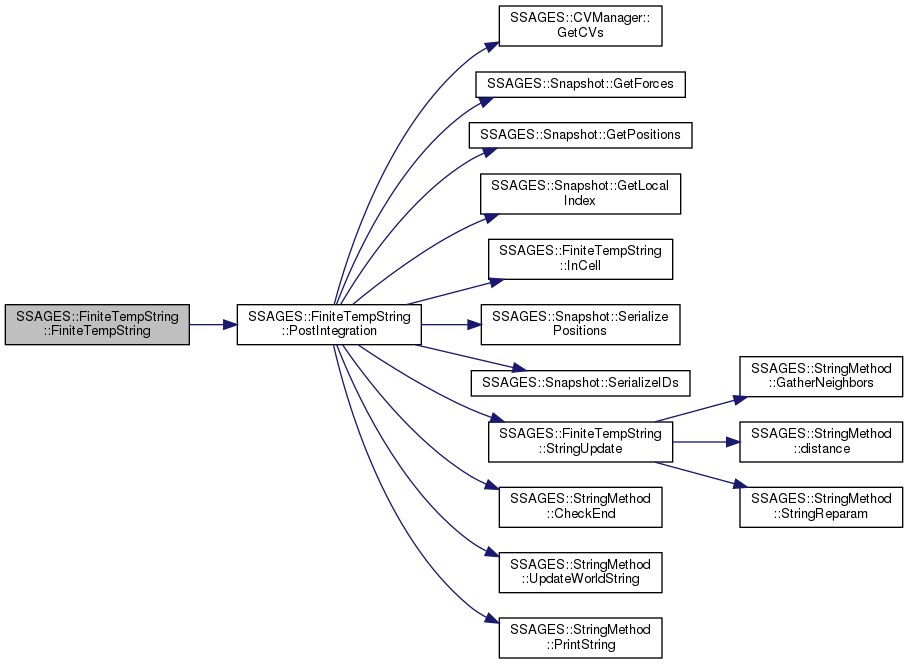 SSAGES::FiniteTempString
::FiniteTempString
SSAGES::FiniteTempString
::PostIntegration
SSAGES::CVManager::
GetCVs
SSAGES::Snapshot::GetForces
SSAGES::Snapshot::GetPositions
SSAGES::Snapshot::GetLocal
Index
SSAGES::FiniteTempString
::InCell
SSAGES::Snapshot::Serialize
Positions
SSAGES::Snapshot::SerializeIDs
SSAGES::FiniteTempString
::StringUpdate
SSAGES::StringMethod
::GatherNeighbors
SSAGES::StringMethod
::distance
SSAGES::StringMethod
::StringReparam
SSAGES::StringMethod
::CheckEnd
SSAGES::StringMethod
::UpdateWorldString
SSAGES::StringMethod
::PrintString